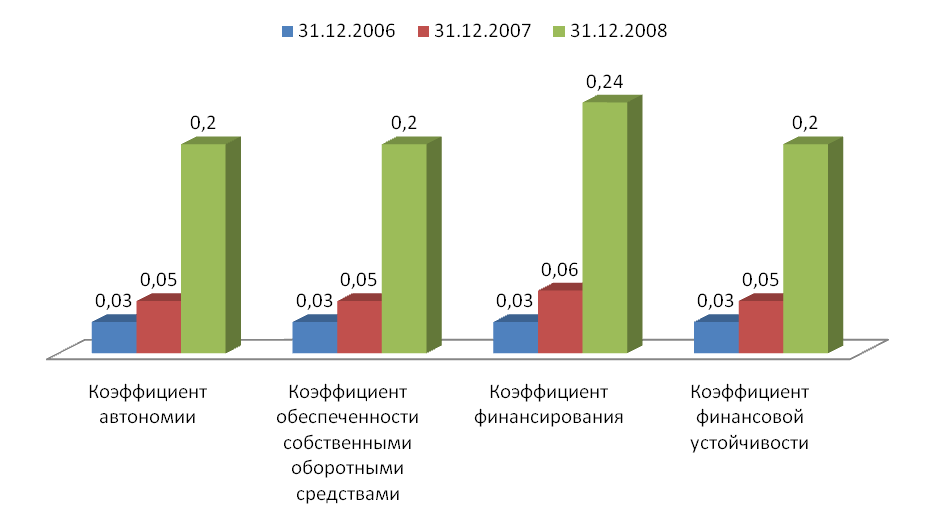 31.12.2006 31.12.2007 31.12.2008
0,03 0,05 0,2
0,03 0,05 0,2
0,03 0,06 0,24
0,03 0,05 0,2
Коэффициент
автономии
Коэффициент
обеспеченности
собственными
оборотными
средствами
Коэффициент
финансирования
Коэффициент
финансовой
устойчивости